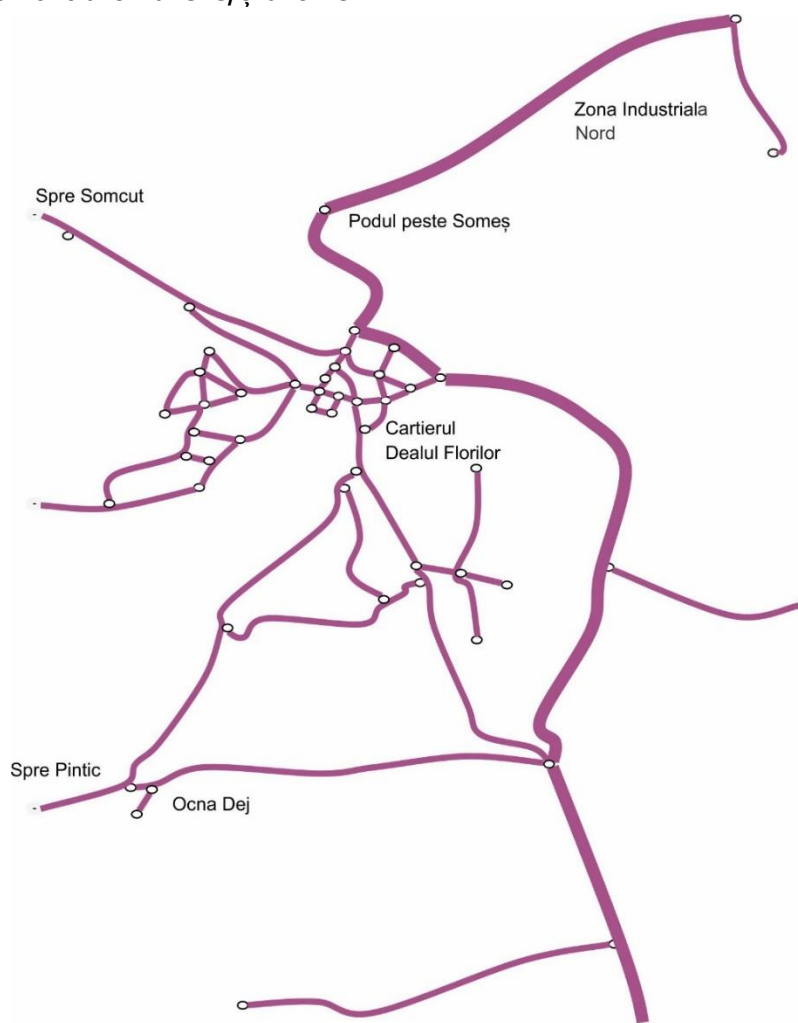 Zona Industriala
Nord
Spre Somcut
Podul peste Someș
Cartierul
Dealul Florilor
Spre Pintic
Ocna Dej